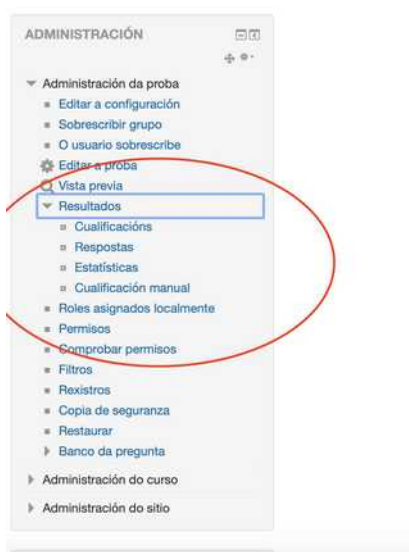 ADMINISTRACIÓN
Administración da proba
Editar a configuración
Sobrescribir grupo
O usuario sobrescribe
Editar a proba
Vista previa
Resultados
Cualificacións
Respostas
Estatísticas
Cualificación manual
Roles asignados localmente
Permisos
Comprobar permisos
Filtros
Rexistros
Copia de seguranza
Restaurar
Banco da pregunta
Administración do curso
Administración do sitio